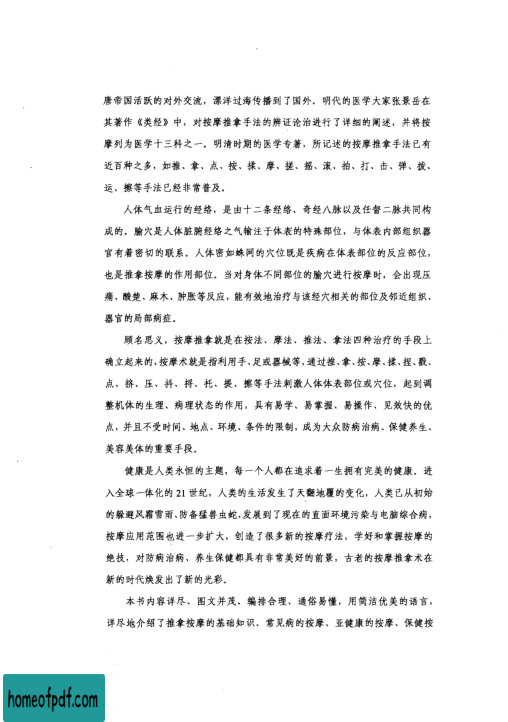 唐帝国活跃的对外交流，漂洋过海传播到了国外。明代的医学大家张景岳在
其著作《类经》中，对按摩推拿手法的辨证论治进行了详细的阐述，并将按
摩列为医学十三科之一。明清时期的医学专著，所记述的按摩推拿手法已有
近百种之多，如推、拿、点、按、揉、摩、搓、摇、滚、拍、打、击、弹、拨、
运、擦等手法已经非常普及。
人体气血运行的经络，是由十二条经络、奇经八脉以及任督二脉共同构
成的。腧穴是人体脏腑经络之气输注于体表的特殊部位，与体表内部组织器
官有着密切的联系。人体密如蛛网的穴位既是疾病在体表部位的反应部位，
也是推拿按摩的作用部位。当对身体不同部位的腧穴进行按摩时，会出现压
痛、酸楚、麻木、肿胀等反应，能有效地治疗与该经穴相关的部位及邻近组织、
器官的局部病症。
顾名思义，按摩推拿就是在按法、摩法、推法、拿法四种治疗的手段上
确立起来的，按摩术就是指利用手、足或器械等，通过推、拿、按、摩、揉、捏、戳、
点、挤、压、抖、捋、托、提、擦等手法刺激人体体表部位或穴位，起到调
整机体的生理、病理状态的作用，具有易学、易掌握、易操作、见效快的优
点，并且不受时间、地点、环境、条件的限制，成为大众防病治病、保健养生、
美容美体的重要手段。
健康是人类永恒的主题，每一个人都在追求着一生拥有完美的健康。进
入全球一体化的21世纪，人类的生活发生了天翻地覆的变化，人类已从初始
的躲避风霜雪雨、防备猛兽虫蛇，发展到了现在的直面环境污染与电脑综合病，
按摩应用范围也进一步扩大，创造了很多新的按摩疗法，学好和掌握按摩的
绝技，对防病治病、养生保健都具有非常美好的前景，古老的按摩推拿术在
新的时代焕发出了新的光彩。
本书内容详尽、图文并茂、编排合理、通俗易懂，用简洁优美的语言，
详尽地介绍了推拿按摩的基础知识、常见病的按摩、亚健康的按摩、保健按
homeofpdf.com